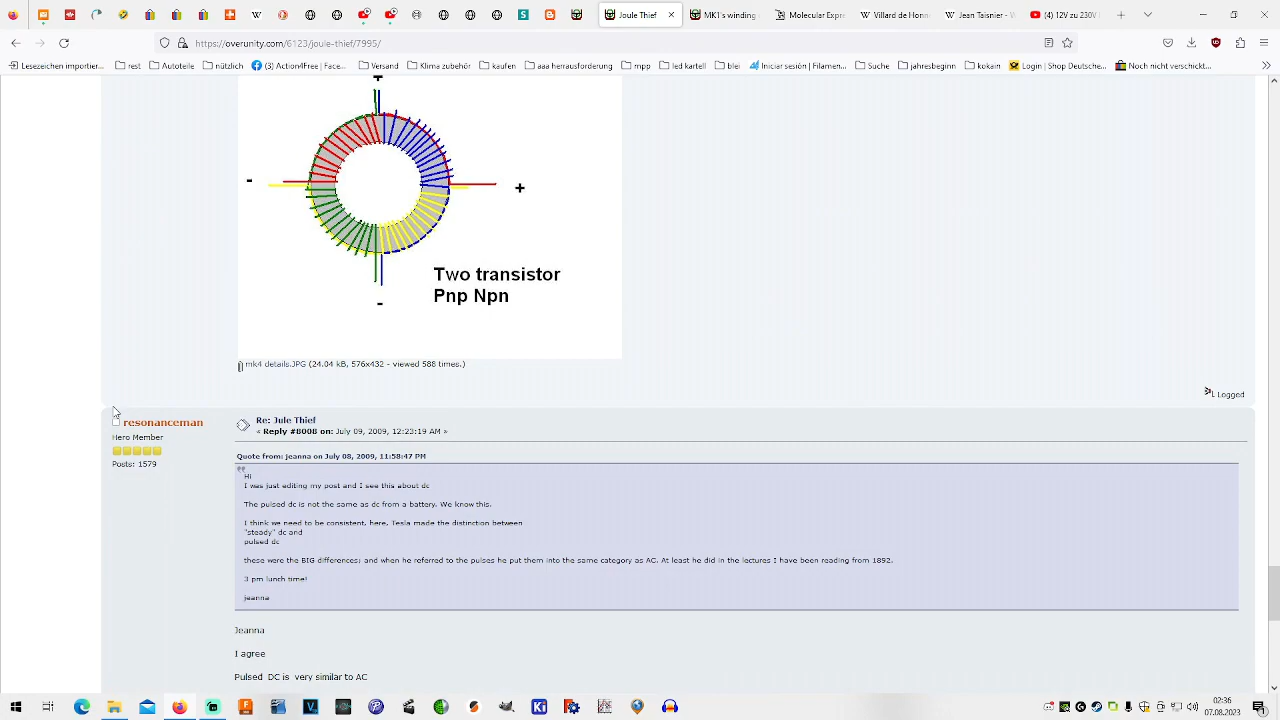 Joule Thief
MK1's winding
Molecular Expr
Villard de Honn
Jean Taisnier - W
(4) 12V zu 230V
https://overunity.com/6123/joule-thief/7995/
Lesezeichen importier...
rest
Autoteile
nützlich
(3) Action4Free | Face...
Versand
Klima zubehör
kaufen
aaa herrausforderung
mpp
led kartell
blei
Iniciar sesión | Filamen...
Suche
jahresbeginn
kokain
Login | Shop Deutsche...
Noch nicht verschickt...
+
-
+
Two transistor
Pnp Npn
-
mk4 details.JPG (24.04 kB, 576x432 - viewed 588 times.)
Logged
resonanceman
Hero Member
Posts: 1579
Re: Jule Thief
« Reply #8008 on: July 09, 2009, 12:23:19 AM »
Quote from: jeanna on July 08, 2009, 11:58:47 PM
Hi
I was just editing my post and I see this about dc
The pulsed dc is not the same as dc from a battery. We know this.
I think we need to be consistent, here. Tesla made the distinction between
"steady" dc and
pulsed dc
these were the BIG differences; and when he referred to the pulses he put them into the same category as AC. At least he did in the lectures I have been reading from 1892.
3 pm lunch time!
jeanna
Jeanna
I agree
Pulsed DC is very similar to AC
02:36
07.09.2023